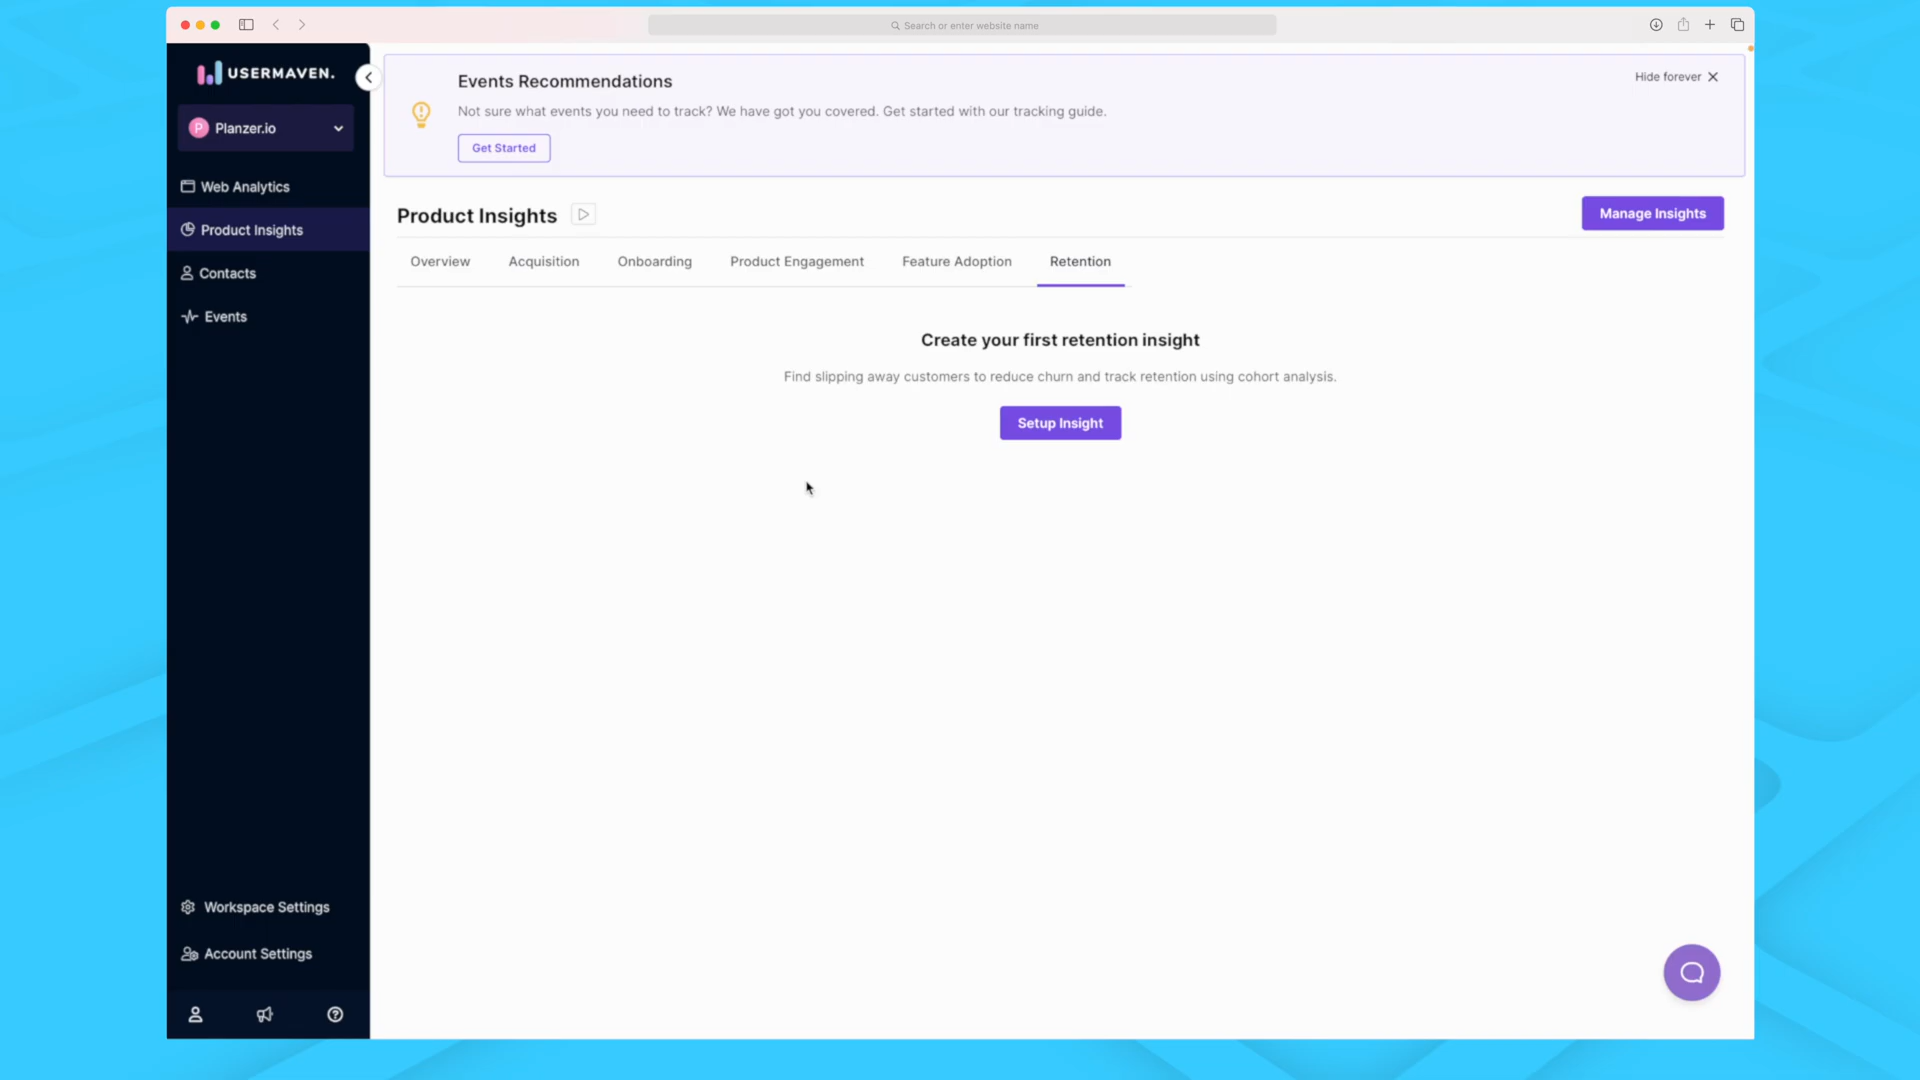 Search or enter website name
USERMAVEN.
Events Recommendations
Hide forever
Not sure what events you need to track? We have got you covered. Get started with our tracking guide.
Get Started
P Planzer.io
Web Analytics
Product Insights
Contacts
Events
Product Insights
Manage Insights
Overview Acquisition Onboarding Product Engagement Feature Adoption Retention
Create your first retention insight
Find slipping away customers to reduce churn and track retention using cohort analysis.
Setup Insight
Workspace Settings
Account Settings